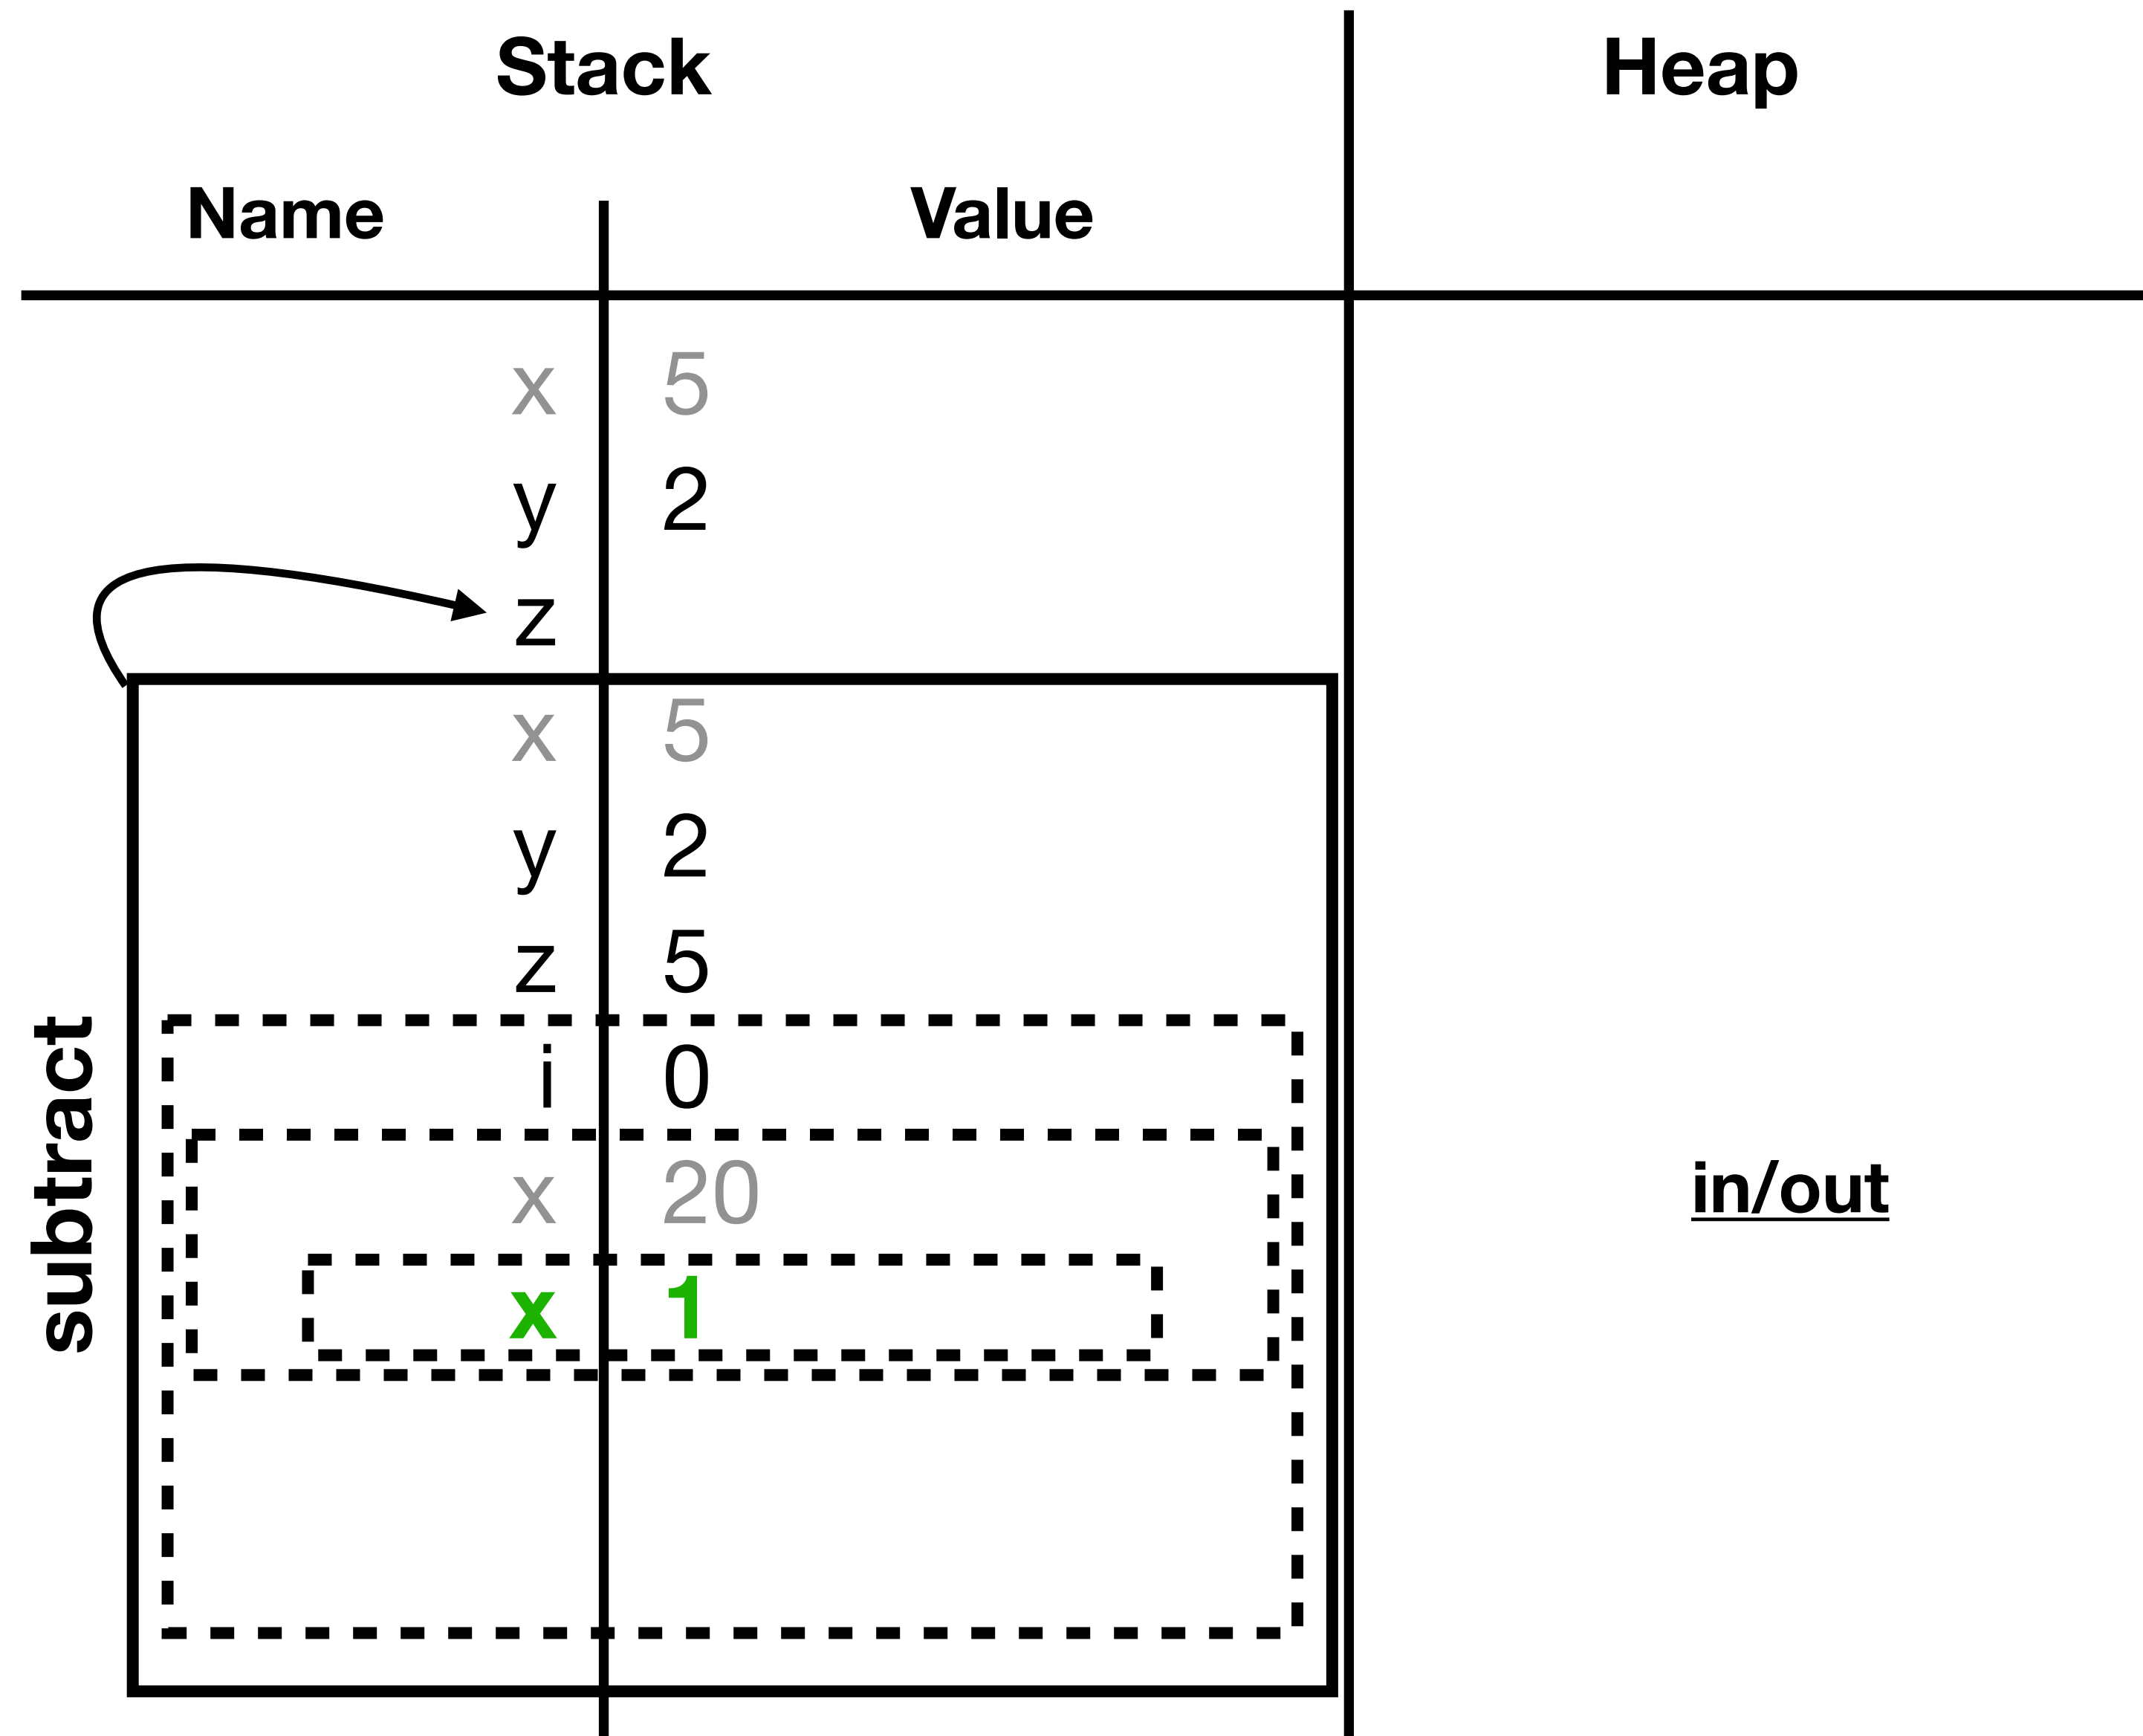 Stack Heap
Name Value
x 5
y 2
z
x 5
y 2
z 5
i 0
x 20
x 1
subtract
in/out